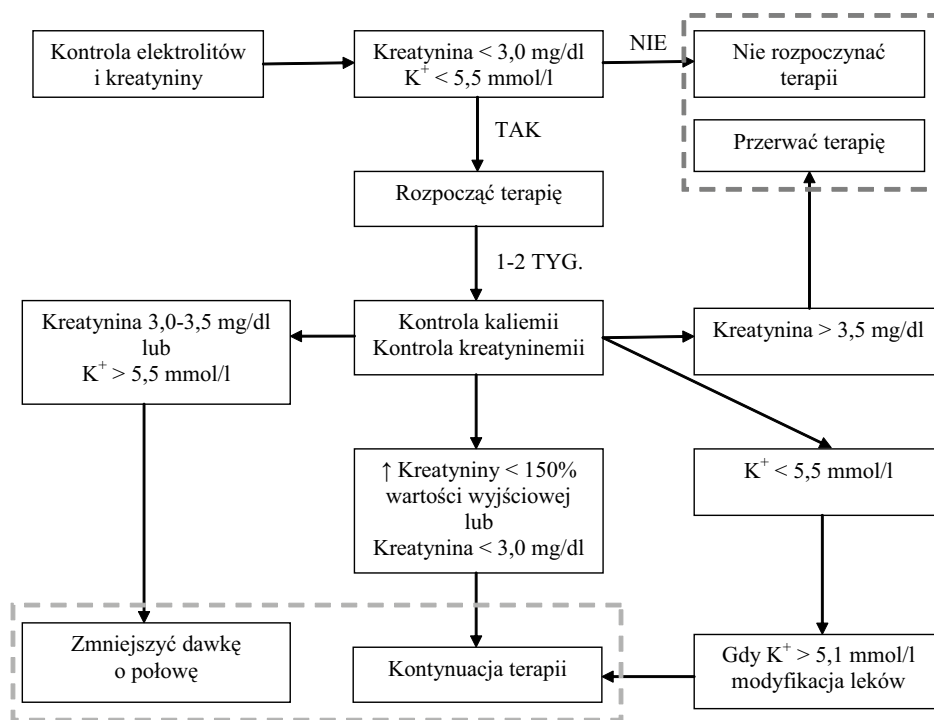 Kontrola elektrolitów
i kreatyniny
Kreatynina < 3,0 mg/dl
K⁺ < 5,5 mmol/l
NIE
Nie rozpoczynać
terapii
TAK
Przerwać terapię
Rozpocząć terapię
1-2 TYG.
Kreatynina 3,0-3,5 mg/dl
lub
K⁺ > 5,5 mmol/l
Kontrola kaliemii
Kontrola kreatyninemii
Kreatynina > 3,5 mg/dl
↑ Kreatyniny < 150%
wartości wyjściowej
lub
Kreatynina < 3,0 mg/dl
K⁺ < 5,5 mmol/l
Zmniejszyć dawkę
o połowę
Kontynuacja terapii
Gdy K⁺ > 5,1 mmol/l
modyfikacja leków